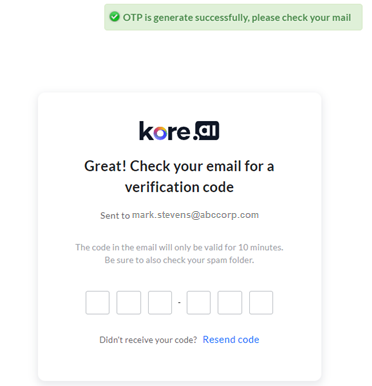 OTP is generate successfully, please check your mail
kore.ai
Great! Check your email for a
verification code
Sent to mark.stevens@abccorp.com
The code in the email will only be valid for 10 minutes.
Be sure to also check your spam folder.
-
Didn't receive your code? Resend code